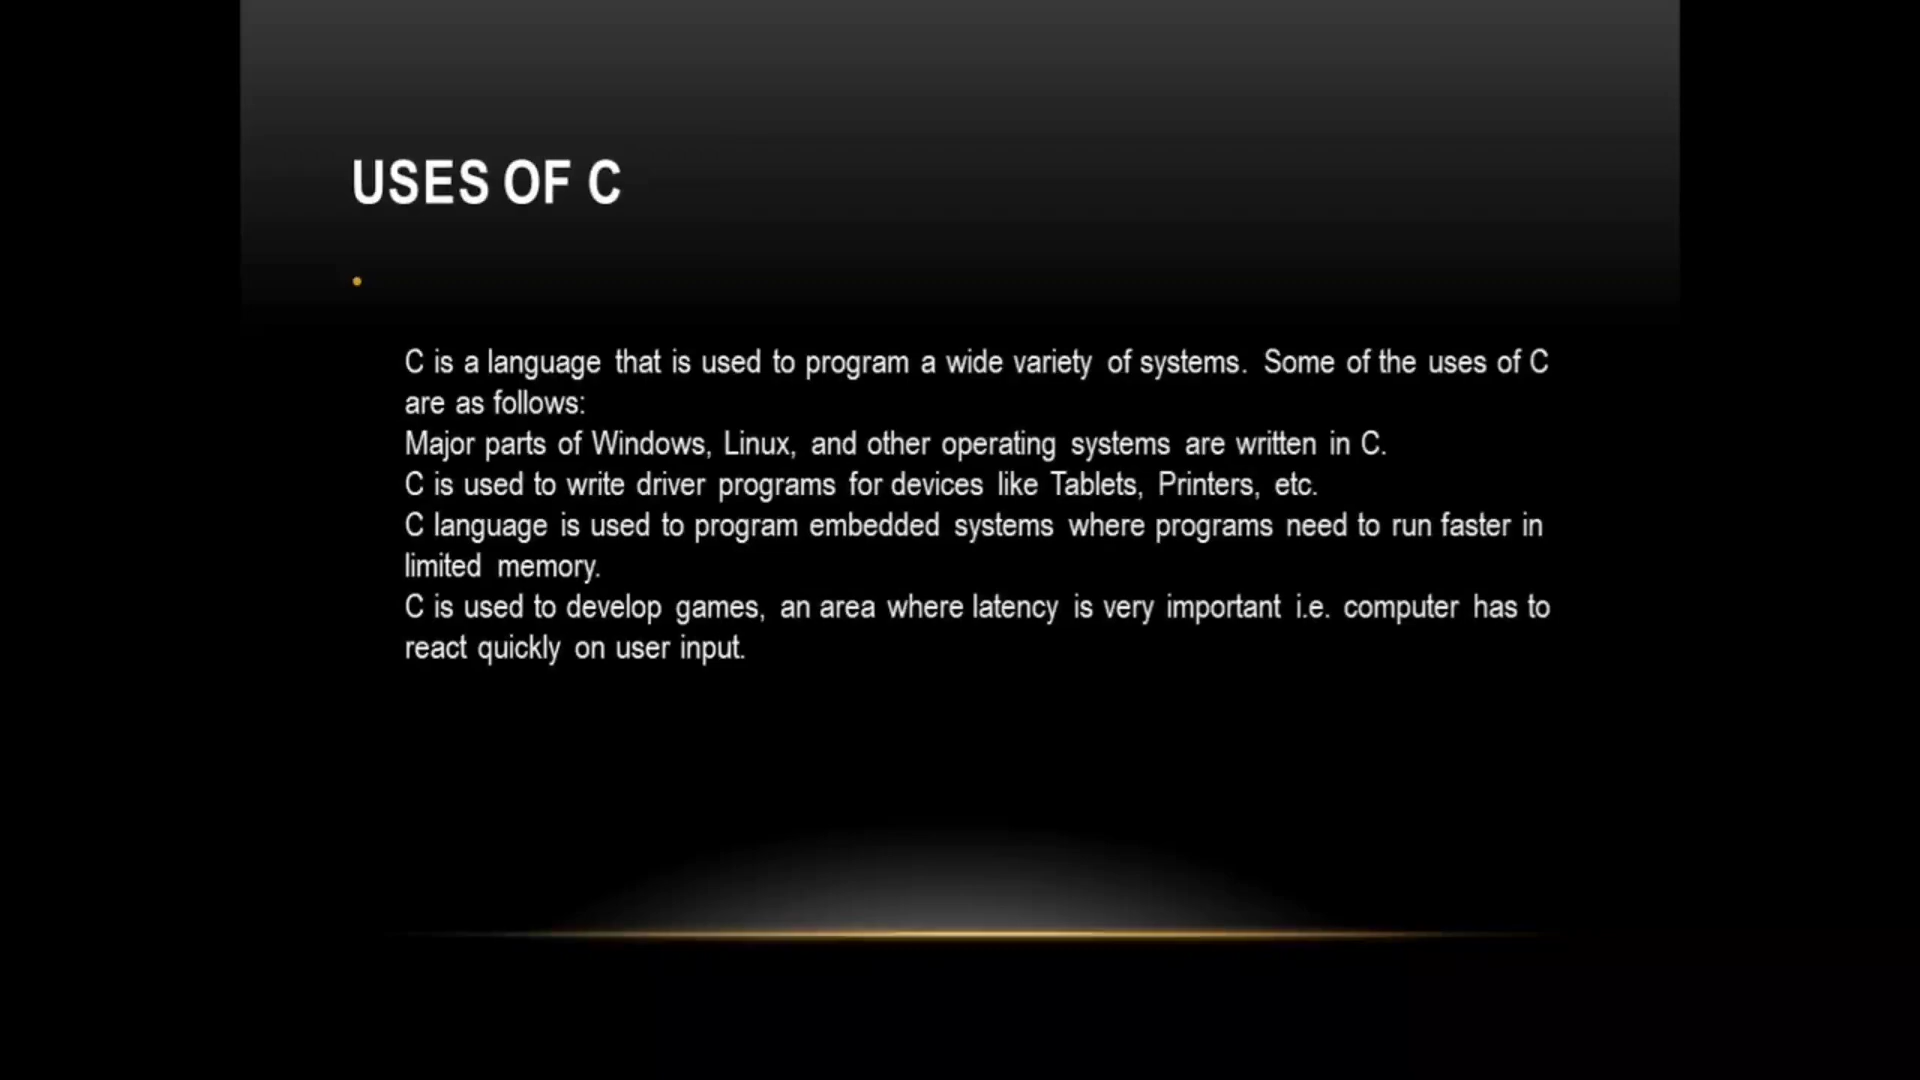 USES OF C
•
C is a language that is used to program a wide variety of systems. Some of the uses of C
are as follows:
Major parts of Windows, Linux, and other operating systems are written in C.
C is used to write driver programs for devices like Tablets, Printers, etc.
C language is used to program embedded systems where programs need to run faster in
limited memory.
C is used to develop games, an area where latency is very important i.e. computer has to
react quickly on user input.